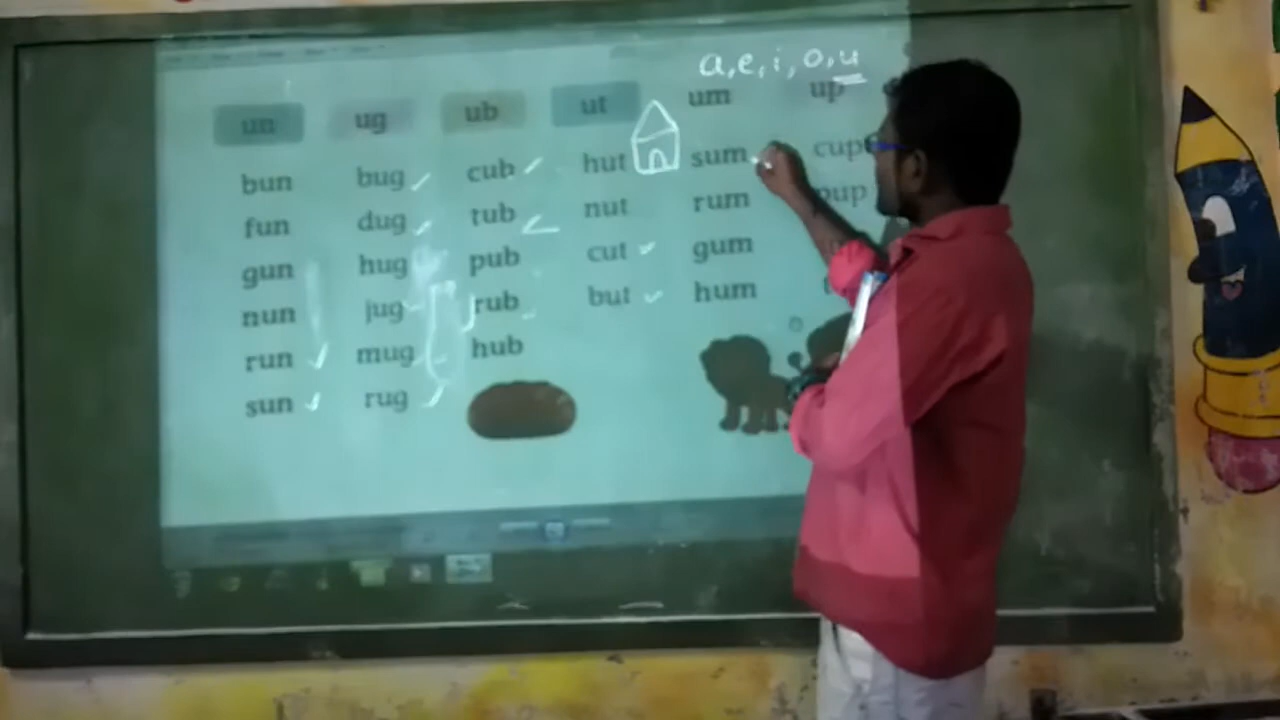 a, e, i, o, u
un ug ub ut um up
bun bug cub hut sum cup
fun dug tub nut rum pup
gun hug pub cut gum
nun jug rub but hum
run mug hub
sun rug